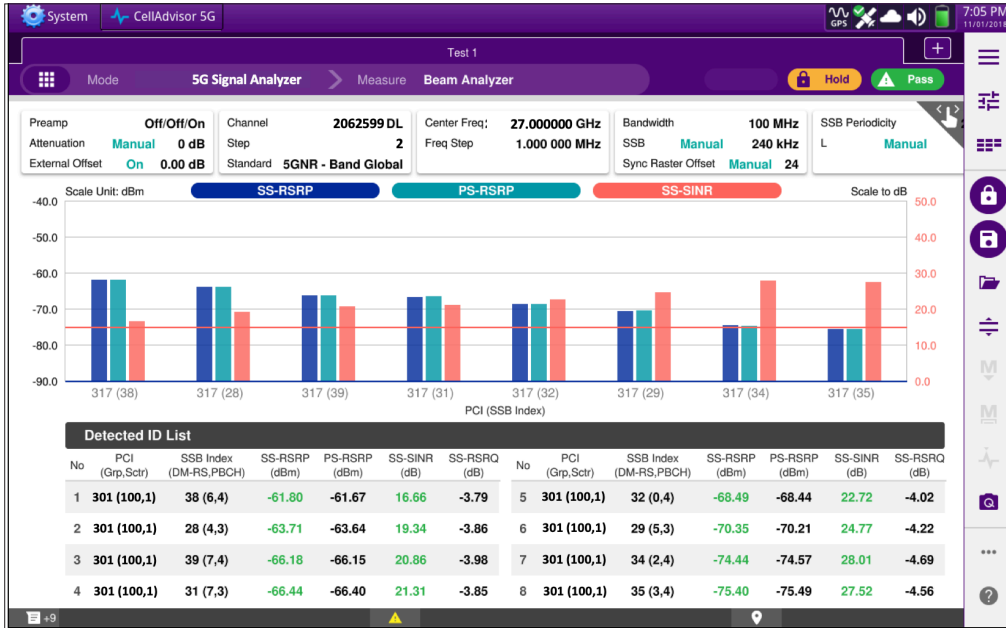 System CellAdvisor 5G GPS 7:05 PM
11/01/2018
Test 1 +
Mode 5G Signal Analyzer Measure Beam Analyzer Hold Pass
Preamp Off/Off/On
Attenuation Manual 0 dB
External Offset On 0.00 dB
Channel 2062599 DL
Step 2
Standard 5GNR - Band Global
Center Freq: 27.000000 GHz
Freq Step 1.000 000 MHz
Bandwidth 100 MHz
SSB Manual 240 kHz
Sync Raster Offset Manual 24
SSB Periodicity
L Manual
Scale Unit: dBm SS-RSRP PS-RSRP SS-SINR Scale to dB
-40.0 50.0
-50.0 40.0
-60.0 30.0
-70.0 20.0
-80.0 10.0
-90.0 0.0
317 (38) 317 (28) 317 (39) 317 (31) 317 (32) 317 (29) 317 (34) 317 (35)
PCI (SSB Index)
Detected ID List
No PCI (Grp,Sctr) SSB Index (DM-RS,PBCH) SS-RSRP (dBm) PS-RSRP (dBm) SS-SINR (dB) SS-RSRQ (dB) No PCI (Grp,Sctr) SSB Index (DM-RS,PBCH) SS-RSRP (dBm) PS-RSRP (dBm) SS-SINR (dB) SS-RSRQ (dB)
1 301 (100,1) 38 (6,4) -61.80 -61.67 16.66 -3.79 5 301 (100,1) 32 (0,4) -68.49 -68.44 22.72 -4.02
2 301 (100,1) 28 (4,3) -63.71 -63.64 19.34 -3.86 6 301 (100,1) 29 (5,3) -70.35 -70.21 24.77 -4.22
3 301 (100,1) 39 (7,4) -66.18 -66.15 20.86 -3.98 7 301 (100,1) 34 (2,4) -74.44 -74.57 28.01 -4.69
4 301 (100,1) 31 (7,3) -66.44 -66.40 21.31 -3.85 8 301 (100,1) 35 (3,4) -75.40 -75.49 27.52 -4.56
+9
M
M
Q
?